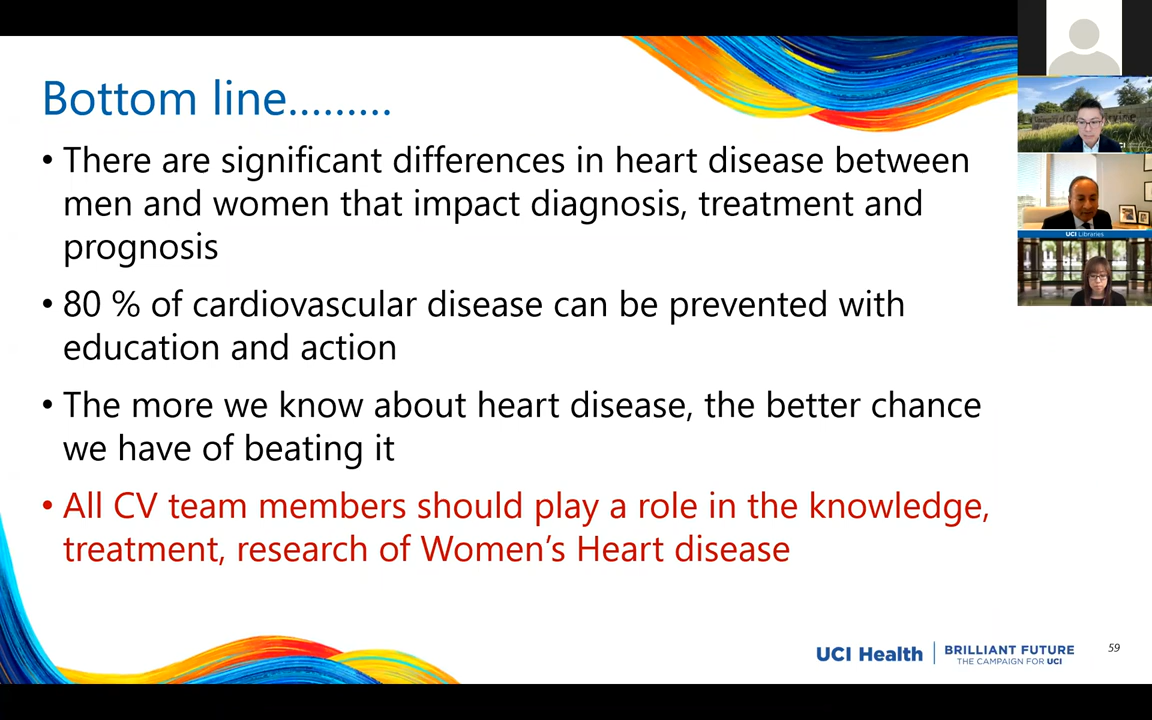 Bottom line.........
• There are significant differences in heart disease between
men and women that impact diagnosis, treatment and
prognosis
• 80 % of cardiovascular disease can be prevented with
education and action
• The more we know about heart disease, the better chance
we have of beating it
• All CV team members should play a role in the knowledge,
treatment, research of Women's Heart disease
UCI Health
BRILLIANT FUTURE
THE CAMPAIGN FOR UCI
59
UCI Libraries